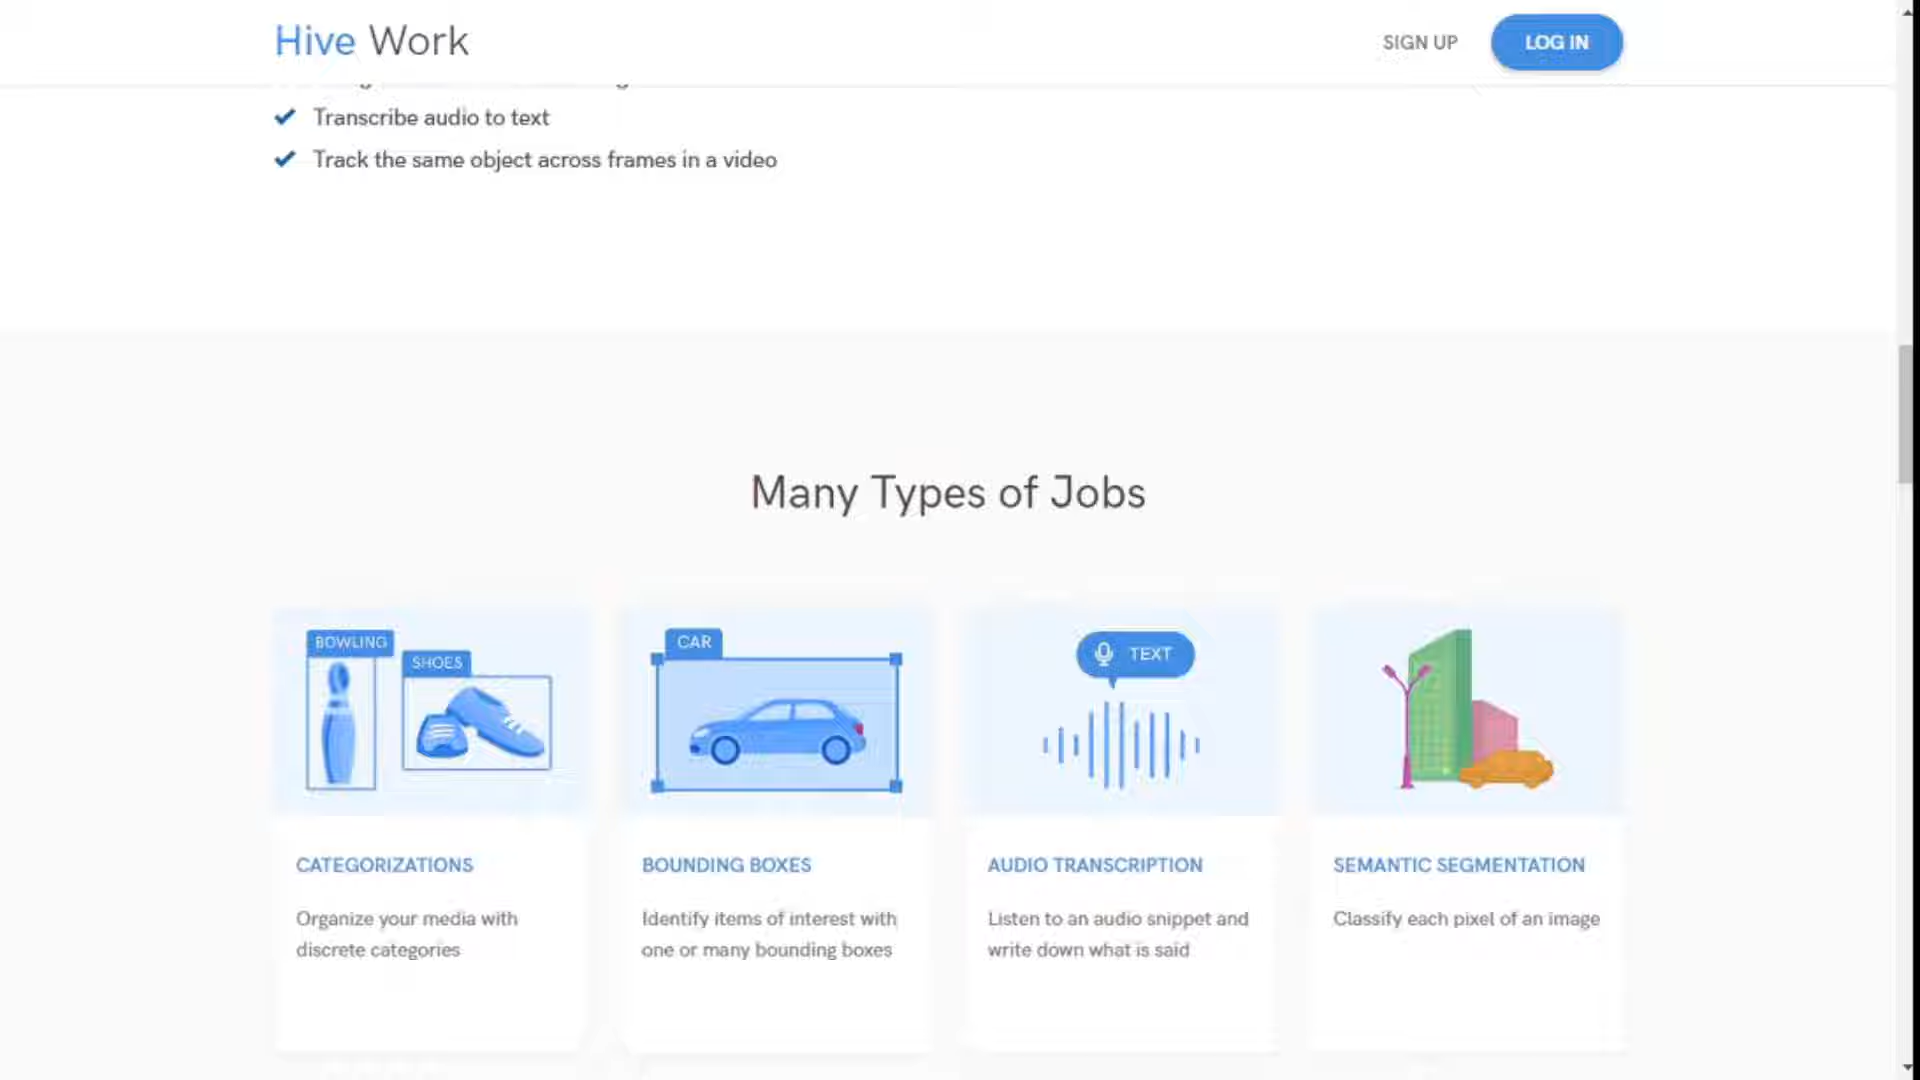 Hive Work
SIGN UP
LOG IN
Transcribe audio to text
Track the same object across frames in a video
Many Types of Jobs
BOWLING
SHOES
CAR
TEXT
CATEGORIZATIONS
Organize your media with
discrete categories
BOUNDING BOXES
Identify items of interest with
one or many bounding boxes
AUDIO TRANSCRIPTION
Listen to an audio snippet and
write down what is said
SEMANTIC SEGMENTATION
Classify each pixel of an image